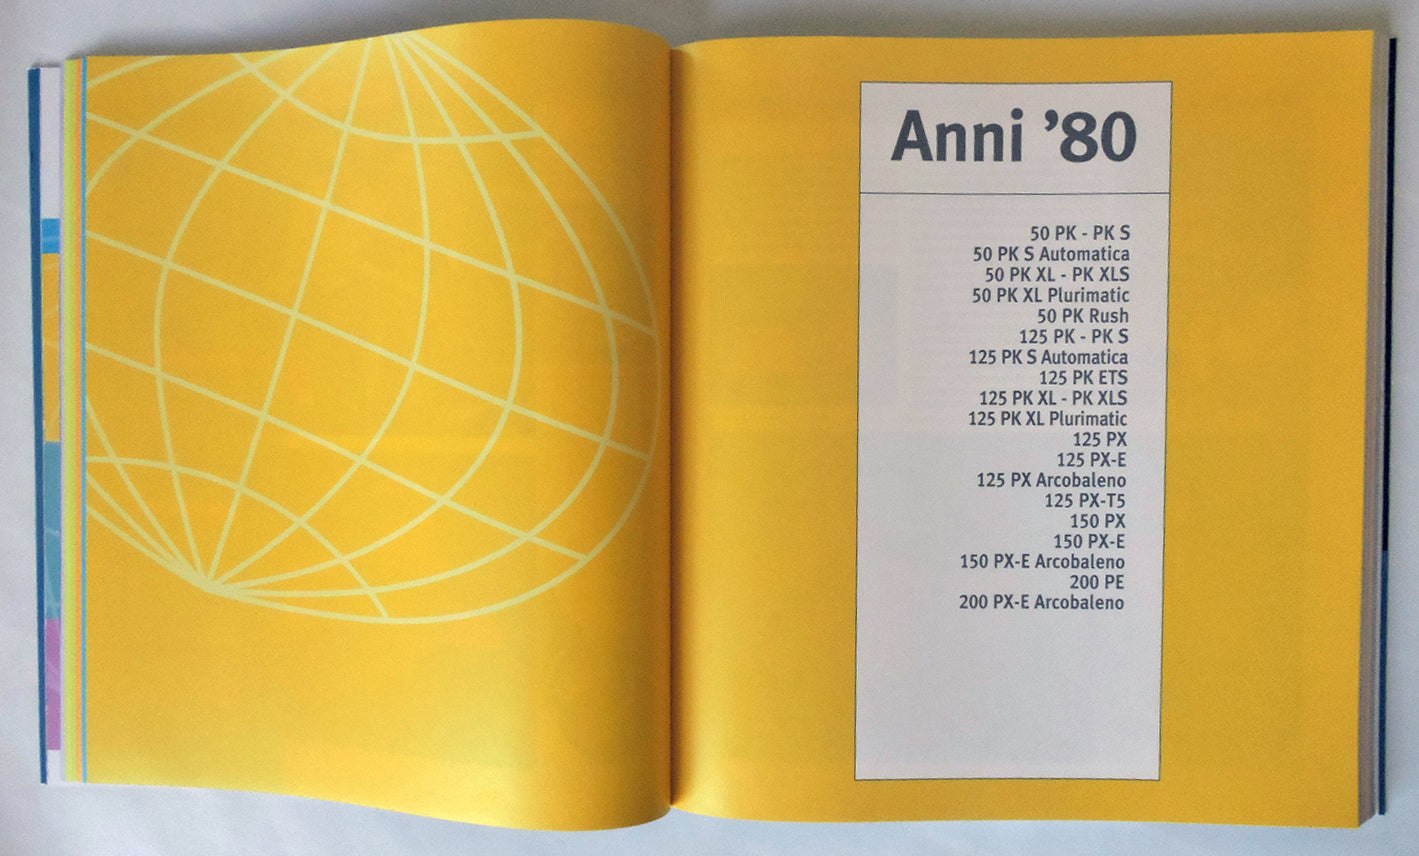 Anni ’80
50 PK - PK S
50 PK S Automatica
50 PK XL - PK XLS
50 PK XL Plurimatic
50 PK Rush
125 PK - PK S
125 PK S Automatica
125 PK ETS
125 PK XL - PK XLS
125 PK XL Plurimatic
125 PX
125 PX-E
125 PX Arcobaleno
125 PX-T5
150 PX
150 PX-E
150 PX-E Arcobaleno
200 PE
200 PX-E Arcobaleno